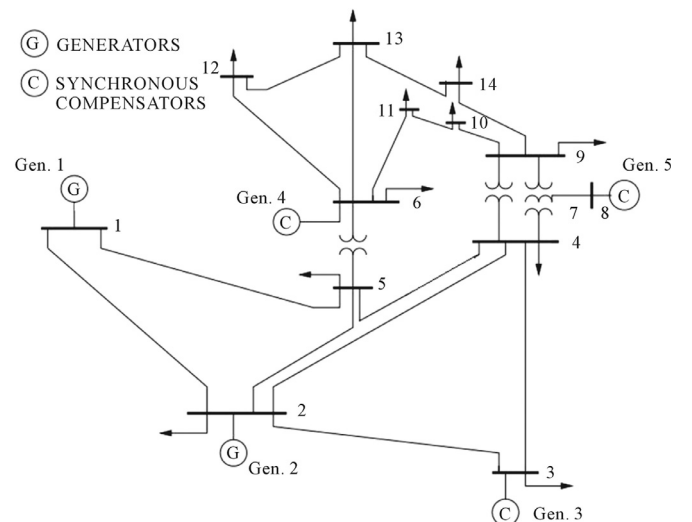 G GENERATORS
C SYNCHRONOUS
COMPENSATORS
13
12
14
11
10
9
Gen. 1
G
Gen. 4
C
6
Gen. 5
C
7
8
1
4
5
2
G
Gen. 2
3
C
Gen. 3